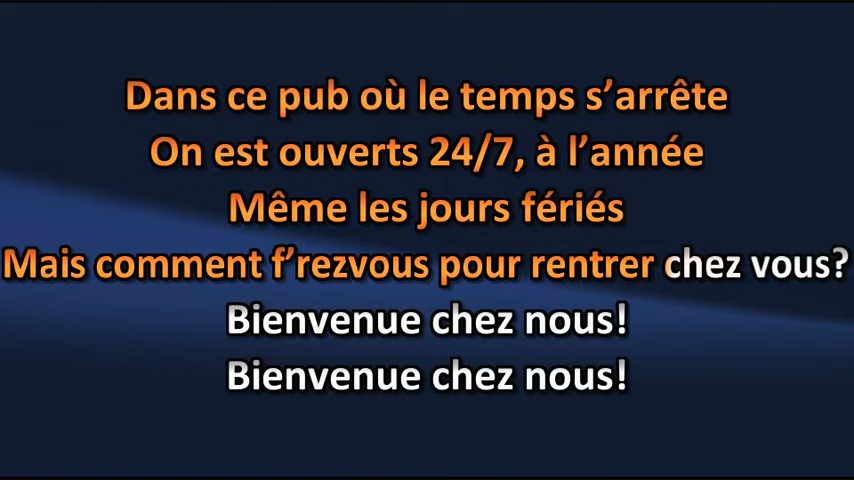 Dans ce pub où le temps s’arrête
On est ouverts 24/7, à l’année
Même les jours fériés
Mais comment f’rezvous pour rentrer chez vous?
Bienvenue chez nous!
Bienvenue chez nous!